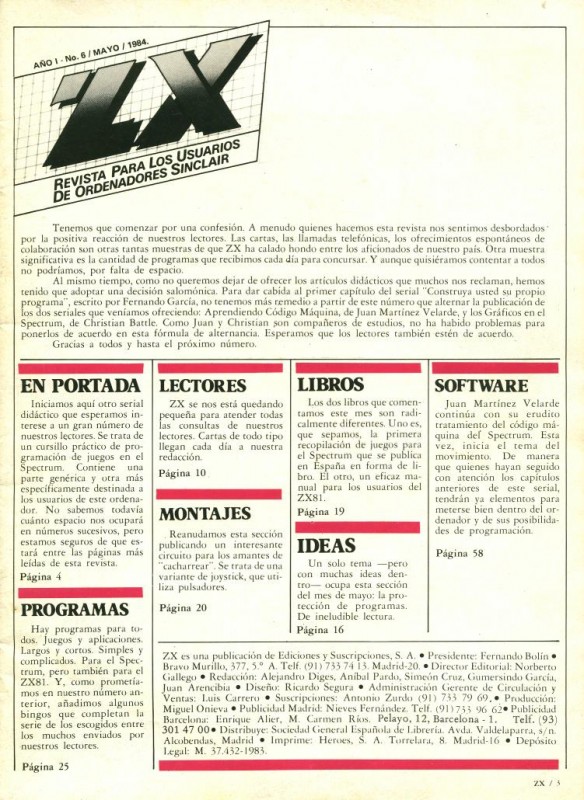 AÑO I - No. 6 / MAYO / 1984.
ZX
REVISTA PARA LOS USUARIOS
DE ORDENADORES SINCLAIR
Tenemos que comenzar por una confesión. A menudo quienes hacemos esta revista nos sentimos desbordados
por la positiva reacción de nuestros lectores. Las cartas, las llamadas telefónicas, los ofrecimientos espontáneos de
colaboración son otras tantas muestras de que ZX ha calado hondo entre los aficionados de nuestro país. Otra muestra
significativa es la cantidad de programas que recibimos cada día para concursar. Y aunque quisiéramos contentar a todos
no podríamos, por falta de espacio.
Al mismo tiempo, como no queremos dejar de ofrecer los artículos didácticos que muchos nos reclaman, hemos
tenido que adoptar una decisión salomónica. Para dar cabida al primer capítulo del serial "Construya usted su propio
programa", escrito por Fernando García, no tenemos más remedio a partir de este número que alternar la publicación de
los dos seriales que veníamos ofreciendo: Aprendiendo Código Máquina, de Juan Martínez Velarde, y los Gráficos en el
Spectrum, de Christian Battle. Como Juan y Christian son compañeros de estudios, no ha habido problemas para
ponerlos de acuerdo en esta fórmula de alternancia. Esperamos que los lectores también estén de acuerdo.
Gracias a todos y hasta el próximo número.
EN PORTADA
Iniciamos aquí otro serial
didáctico que esperamos in-
terese a un gran número de
nuestros lectores. Se trata de
un cursillo práctico de pro-
gramación de juegos en el
Spectrum. Contiene una
parte genérica y otra más
específicamente destinada a
los usuarios de este ordena-
dor. No sabemos todavía
cuánto espacio nos ocupará
en números sucesivos, pero
estamos seguros de que es-
tará entre las páginas más
leídas de esta revista.
Página 4
PROGRAMAS
Hay programas para to-
dos. Juegos y aplicaciones.
Largos y cortos. Simples y
complicados. Para el Spec-
trum, pero también para el
ZX81. Y, como prometía-
mos en nuestro número an-
terior, añadimos algunos
bingos que completan la
serie de los escogidos entre
los muchos enviados por
nuestros lectores.
Página 25
LECTORES
ZX se nos está quedando
pequeña para atender todas
las consultas de nuestros
lectores. Cartas de todo tipo
llegan cada día a nuestra
redacción.
Página 10
MONTAJES
Reanudamos esta sección
publicando un interesante
circuito para los amantes de
"cacharrear". Se trata de una
variante de joystick, que uti-
liza pulsadores.
Página 20
LIBROS
Los dos libros que comen-
tamos este mes son radi-
calmente diferentes. Uno es,
que sepamos, la primera
recopilación de juegos para
el Spectrum que se publica
en España en forma de li-
bro. El otro, un eficaz ma-
nual para los usuarios del
ZX81.
Página 19
IDEAS
Un solo tema —pero
con muchas ideas den-
tro— ocupa esta sección
del mes de mayo: la pro-
tección de programas.
De ineludible lectura.
Página 16
SOFTWARE
Juan Martínez Velarde
continúa con su erudito
tratamiento del código má-
quina del Spectrum. Esta
vez, inicia el tema del
movimiento. De manera
que quienes hayan seguido
con atención los capítulos
anteriores de este serial,
tendrán ya elementos para
meterse bien dentro del or-
denador y de sus posibilida-
des de programación.
Página 58
ZX es una publicación de Ediciones y Suscripciones, S. A. ● Presidente: Fernando Bolín ●
Bravo Murillo, 377, 5.º A. Telf. (91) 733 74 13. Madrid-20. ● Director Editorial: Norberto
Gallego ● Redacción: Alejandro Diges, Aníbal Pardo, Simeón Cruz, Gumersindo García,
Juan Arencibia ● Diseño: Ricardo Segura ● Administración Gerente de Circulación y
Ventas: Luis Carrero ● Suscripciones: Antonio Zurdo (91) 733 79 69. ● Producción:
Miguel Onieva ● Publicidad Madrid: Nieves Fernández. Telf. (91) 733 96 62 ● Publicidad
Barcelona: Enrique Alier, M. Carmen Ríos. Pelayo, 12, Barcelona - 1. Telf. (93)
301 47 00 ● Distribuye: Sociedad General Española de Librería. Avda. Valdelaparra, s/n.
Alcobendas, Madrid ● Imprime: Heroes, S. A. Torrelara, 8. Madrid-16 ● Depósito
Legal: M. 37.432-1983.
ZX / 3